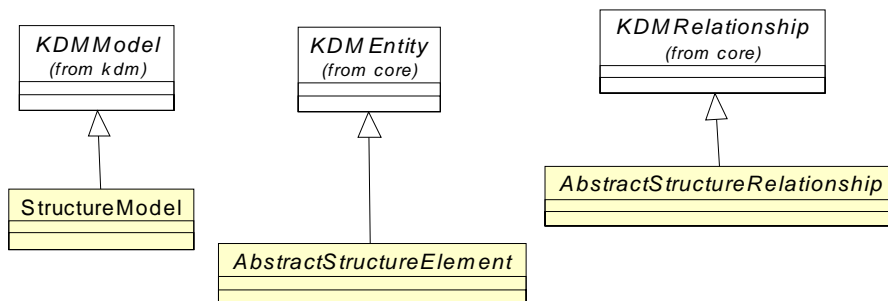 KDMModel
(from kdm)
KDMEntity
(from core)
KDMRelationship
(from core)
StructureModel
AbstractStructureElement
AbstractStructureRelationship